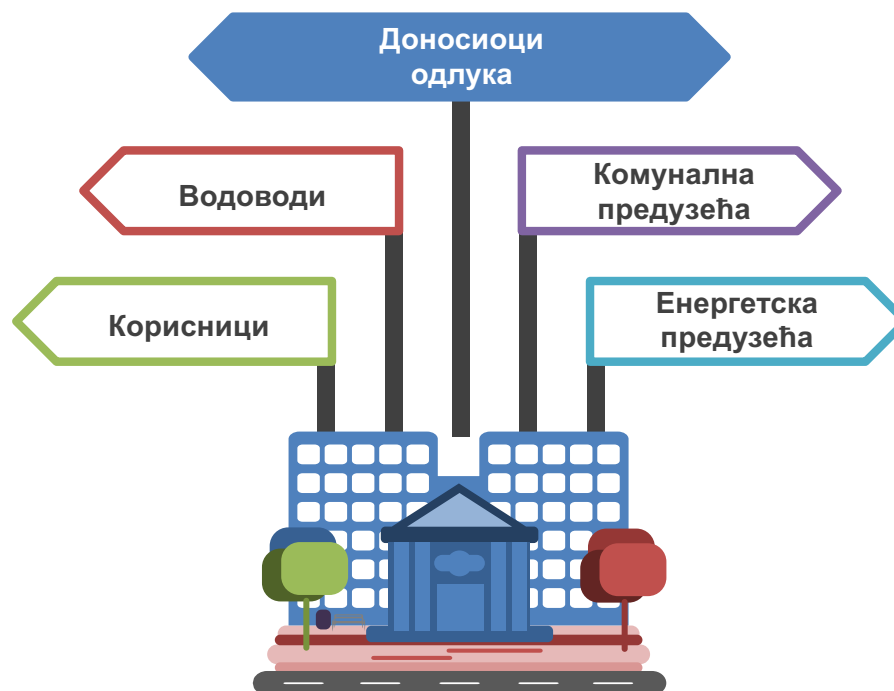 Доносиоци
одлука
Водоводи
Комунална
предузећа
Корисници
Енергетска
предузећа